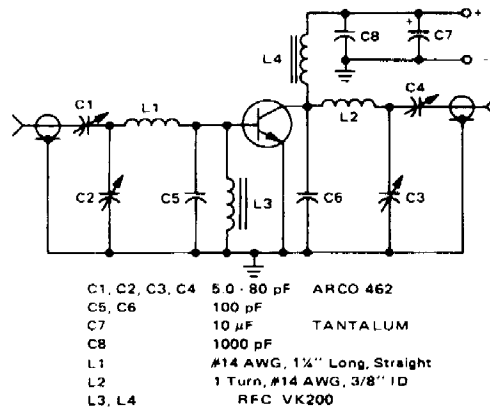 +
L4
C8
+
C7
-
C1
L1
L2
C4
C2
C5
L3
C6
C3
C1, C2, C3, C4 5.0 - 80 pF ARCO 462
C5, C6 100 pF
C7 10 µF TANTALUM
C8 1000 pF
L1 #14 AWG, 1¼" Long, Straight
L2 1 Turn, #14 AWG, 3/8" ID
L3, L4 RFC VK200